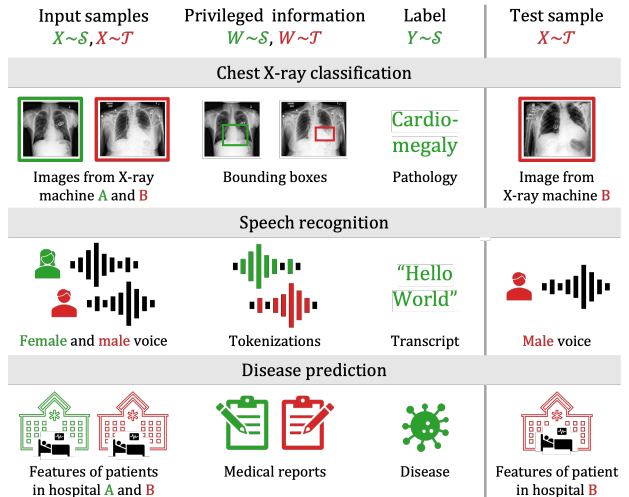 Input samples
X~𝒮, X~𝒯
Privileged information
W~𝒮, W~𝒯
Label
Y~𝒮
Test sample
X~𝒯
Chest X-ray classification
Images from X-ray
machine A and B
Bounding boxes
Cardio-
megaly
Pathology
Image from
X-ray machine B
Speech recognition
Female and male voice
Tokenizations
“Hello
World”
Transcript
Male voice
Disease prediction
Features of patients
in hospital A and B
Medical reports
Disease
Features of patient
in hospital B